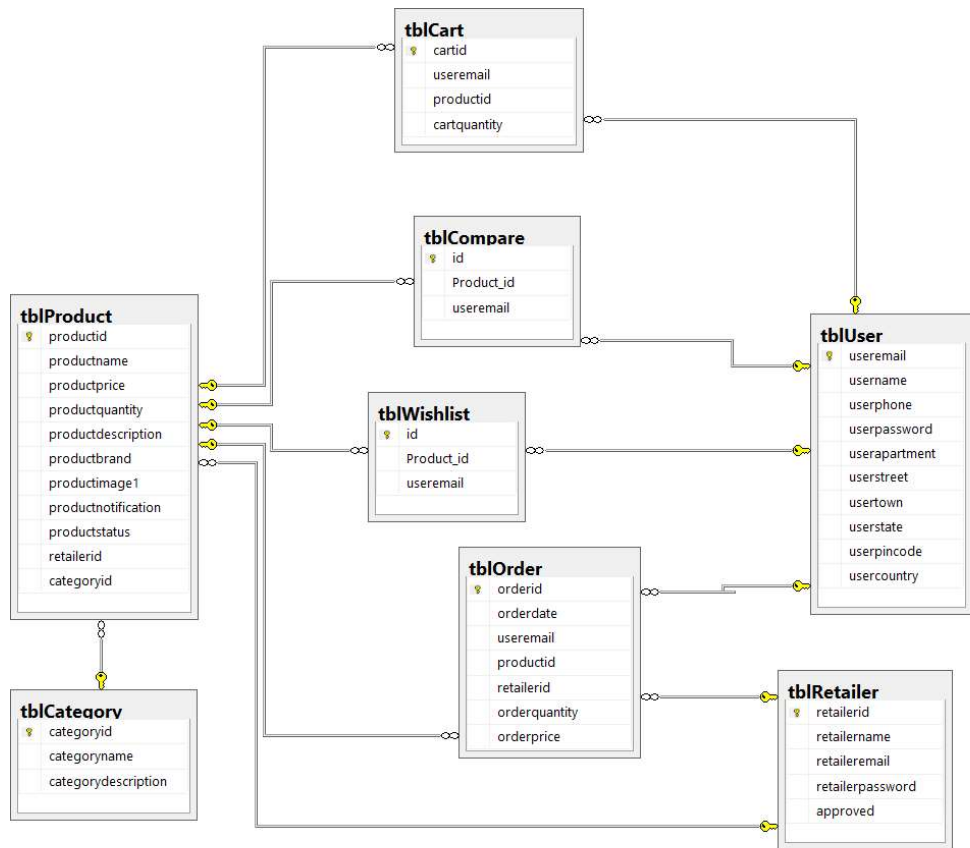 tblCart
cartid
useremail
productid
cartquantity
tblCompare
id
Product_id
useremail
tblProduct
productid
productname
productprice
productquantity
productdescription
productbrand
productimage1
productnotification
productstatus
retailerid
categoryid
tblUser
useremail
username
userphone
userpassword
userapartment
userstreet
usertown
userstate
userpincode
usercountry
tblWishlist
id
Product_id
useremail
tblOrder
orderid
orderdate
useremail
productid
retailerid
orderquantity
orderprice
tblCategory
categoryid
categoryname
categorydescription
tblRetailer
retailerid
retailername
retaileremail
retailerpassword
approved